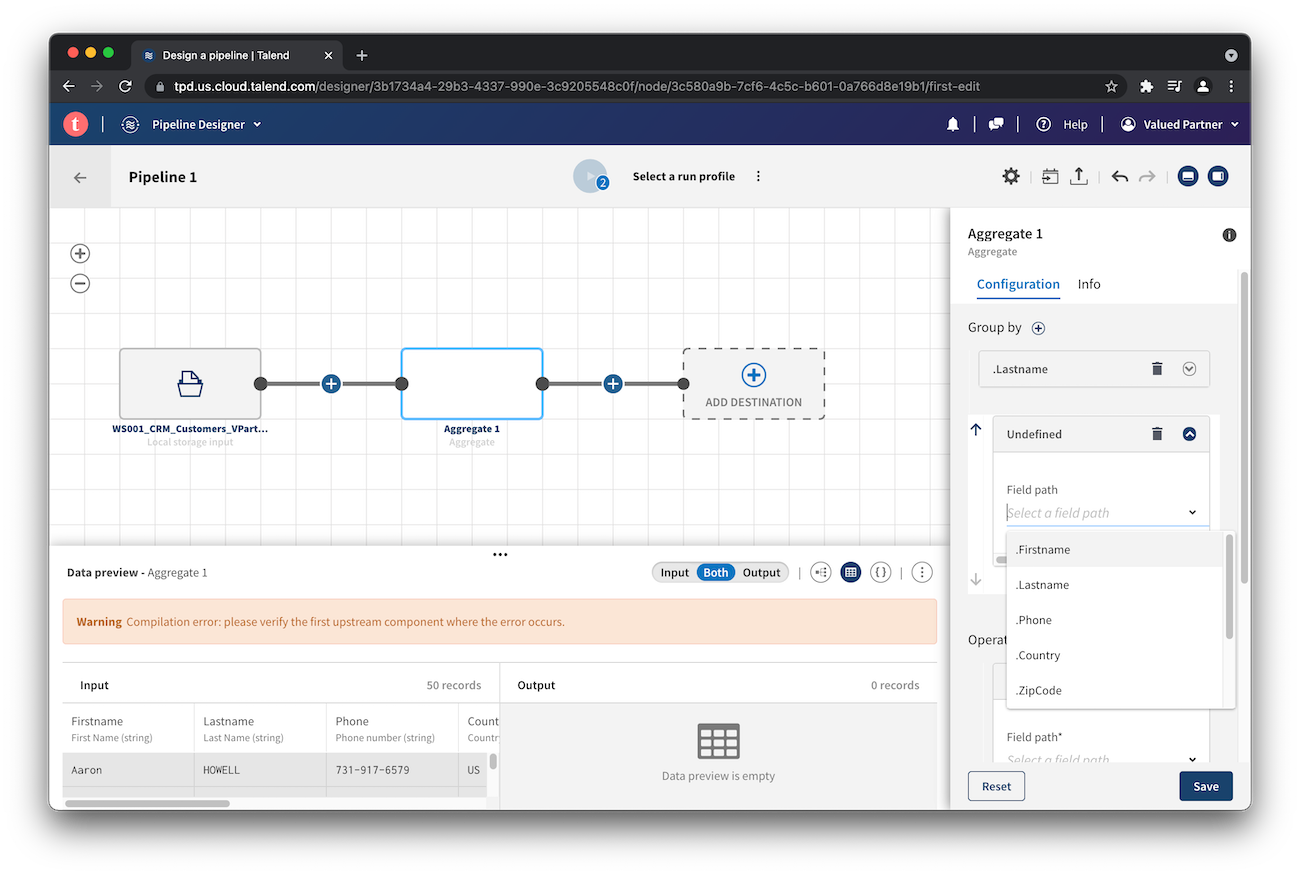 Design a pipeline | Talend
tpd.us.cloud.talend.com/designer/3b1734a4-29b3-4337-990e-3c9205548c0f/node/3c580a9b-7cf6-4c5c-b601-0a766d8e19b1/first-edit
t
Pipeline Designer
Help
Valued Partner
Pipeline 1
2
Select a run profile
WS001_CRM_Customers_VPart...
Local storage input
Aggregate 1
Aggregate
ADD DESTINATION
Aggregate 1
Aggregate
Configuration
Info
Group by
.Lastname
Undefined
Field path
Select a field path
.Firstname
.Lastname
.Phone
.Country
.ZipCode
Operat
Field path*
Select a field path
Reset
Save
Data preview - Aggregate 1
Input
Both
Output
Warning Compilation error: please verify the first upstream component where the error occurs.
Input
50 records
Output
0 records
Firstname
Lastname
Phone
Count
First Name (string)
Last Name (string)
Phone number (string)
Country
Aaron
HOWELL
731-917-6579
US
Data preview is empty